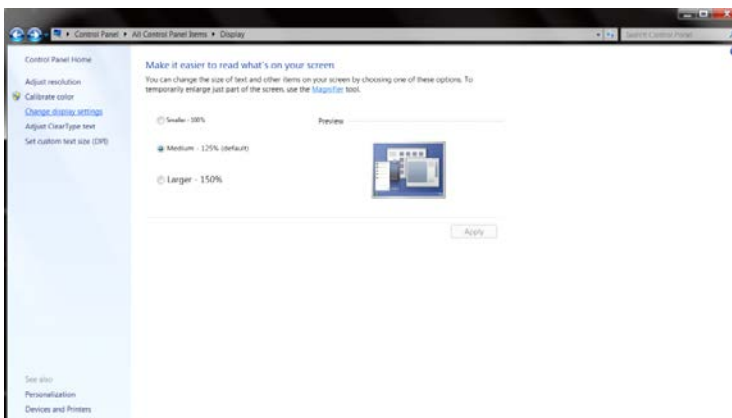 Control Panel ▸ All Control Panel Items ▸ Display
Search Control Panel
Control Panel Home
Adjust resolution
Calibrate color
Change display settings
Adjust ClearType text
Set custom text size (DPI)
See also
Personalization
Devices and Printers
Make it easier to read what's on your screen
You can change the size of text and other items on your screen by choosing one of these options. To
temporarily enlarge just part of the screen, use the Magnifier tool.
Smaller - 100%
Preview
Medium - 125% (default)
Larger - 150%
Apply